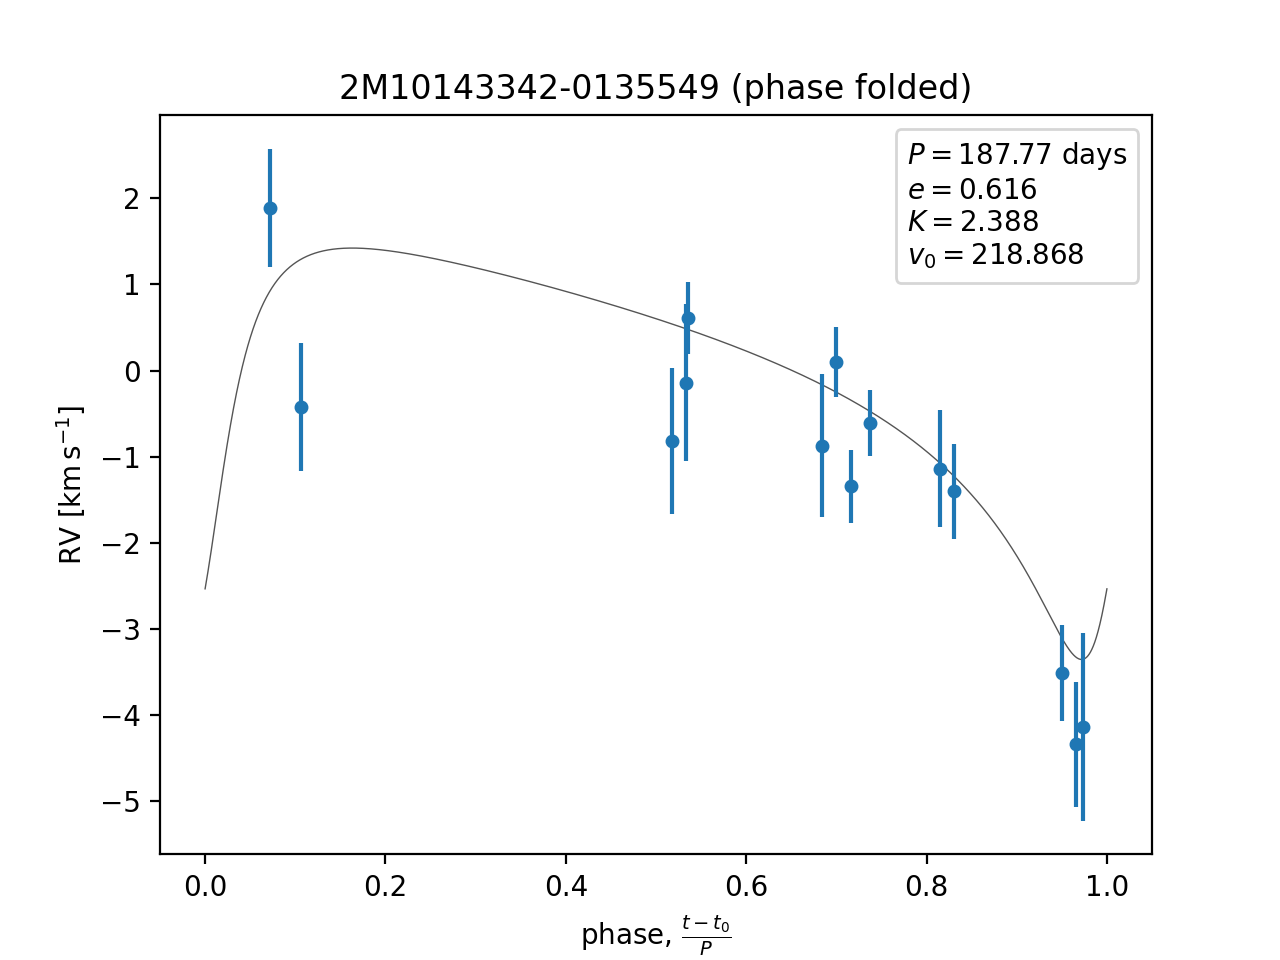 2M10143342-0135549 (phase folded)
P = 187.77 days
e = 0.616
K = 2.388
v₀ = 218.868
RV [km s⁻¹]
2
1
0
−1
−2
−3
−4
−5
0.0 0.2 0.4 0.6 0.8 1.0
phase, (t − t₀)/P